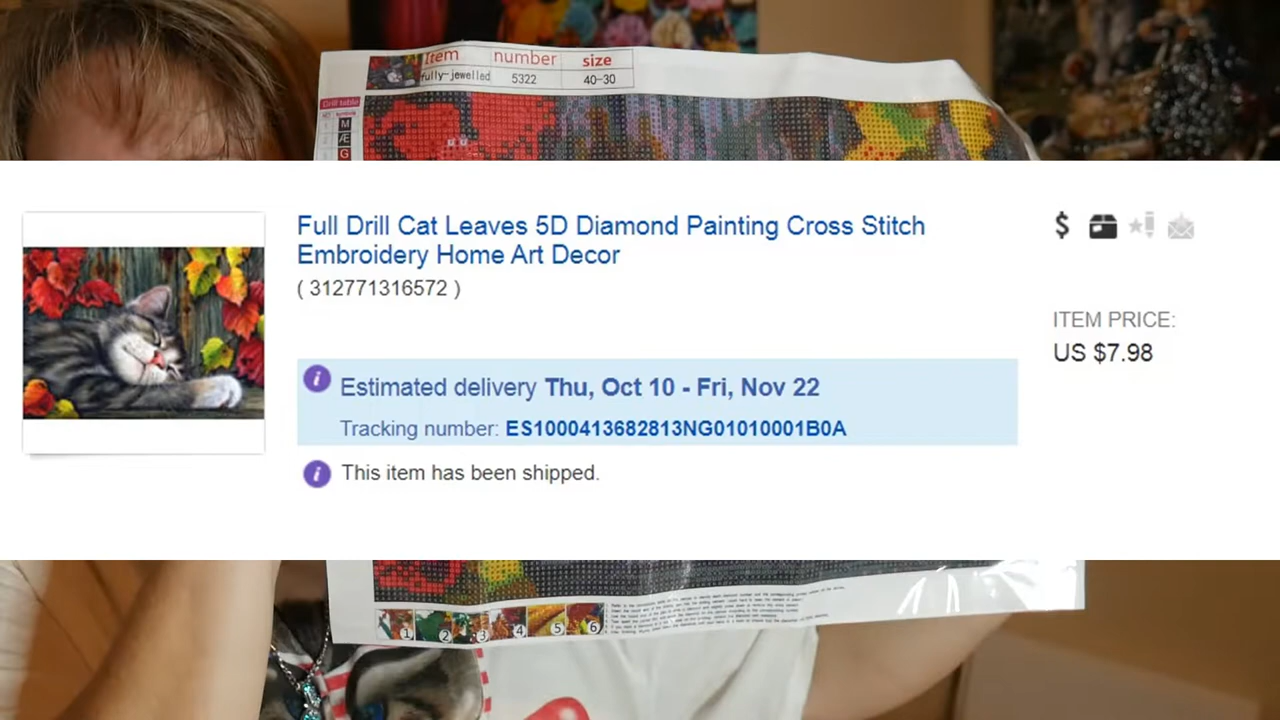 Item number size
fully-jewelled 5322 40-30
Drill table
M
Æ
G
Full Drill Cat Leaves 5D Diamond Painting Cross Stitch
Embroidery Home Art Decor
( 312771316572 )
$
ITEM PRICE:
US $7.98
Estimated delivery Thu, Oct 10 - Fri, Nov 22
Tracking number: ES1000413682813NG01010001B0A
This item has been shipped.
1 2 3 4 5 6